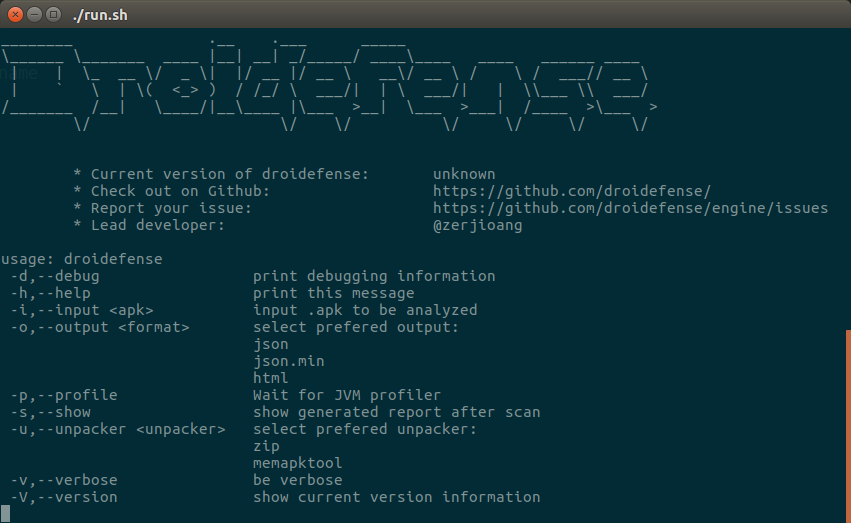 ./run.sh
Droidefense
* Current version of droidefense: unknown
* Check out on Github: https://github.com/droidefense/
* Report your issue: https://github.com/droidefense/engine/issues
* Lead developer: @zerjioang
usage: droidefense
-d,--debug print debugging information
-h,--help print this message
-i,--input <apk> input .apk to be analyzed
-o,--output <format> select prefered output:
json
json.min
html
-p,--profile Wait for JVM profiler
-s,--show show generated report after scan
-u,--unpacker <unpacker> select prefered unpacker:
zip
memapktool
-v,--verbose be verbose
-V,--version show current version information